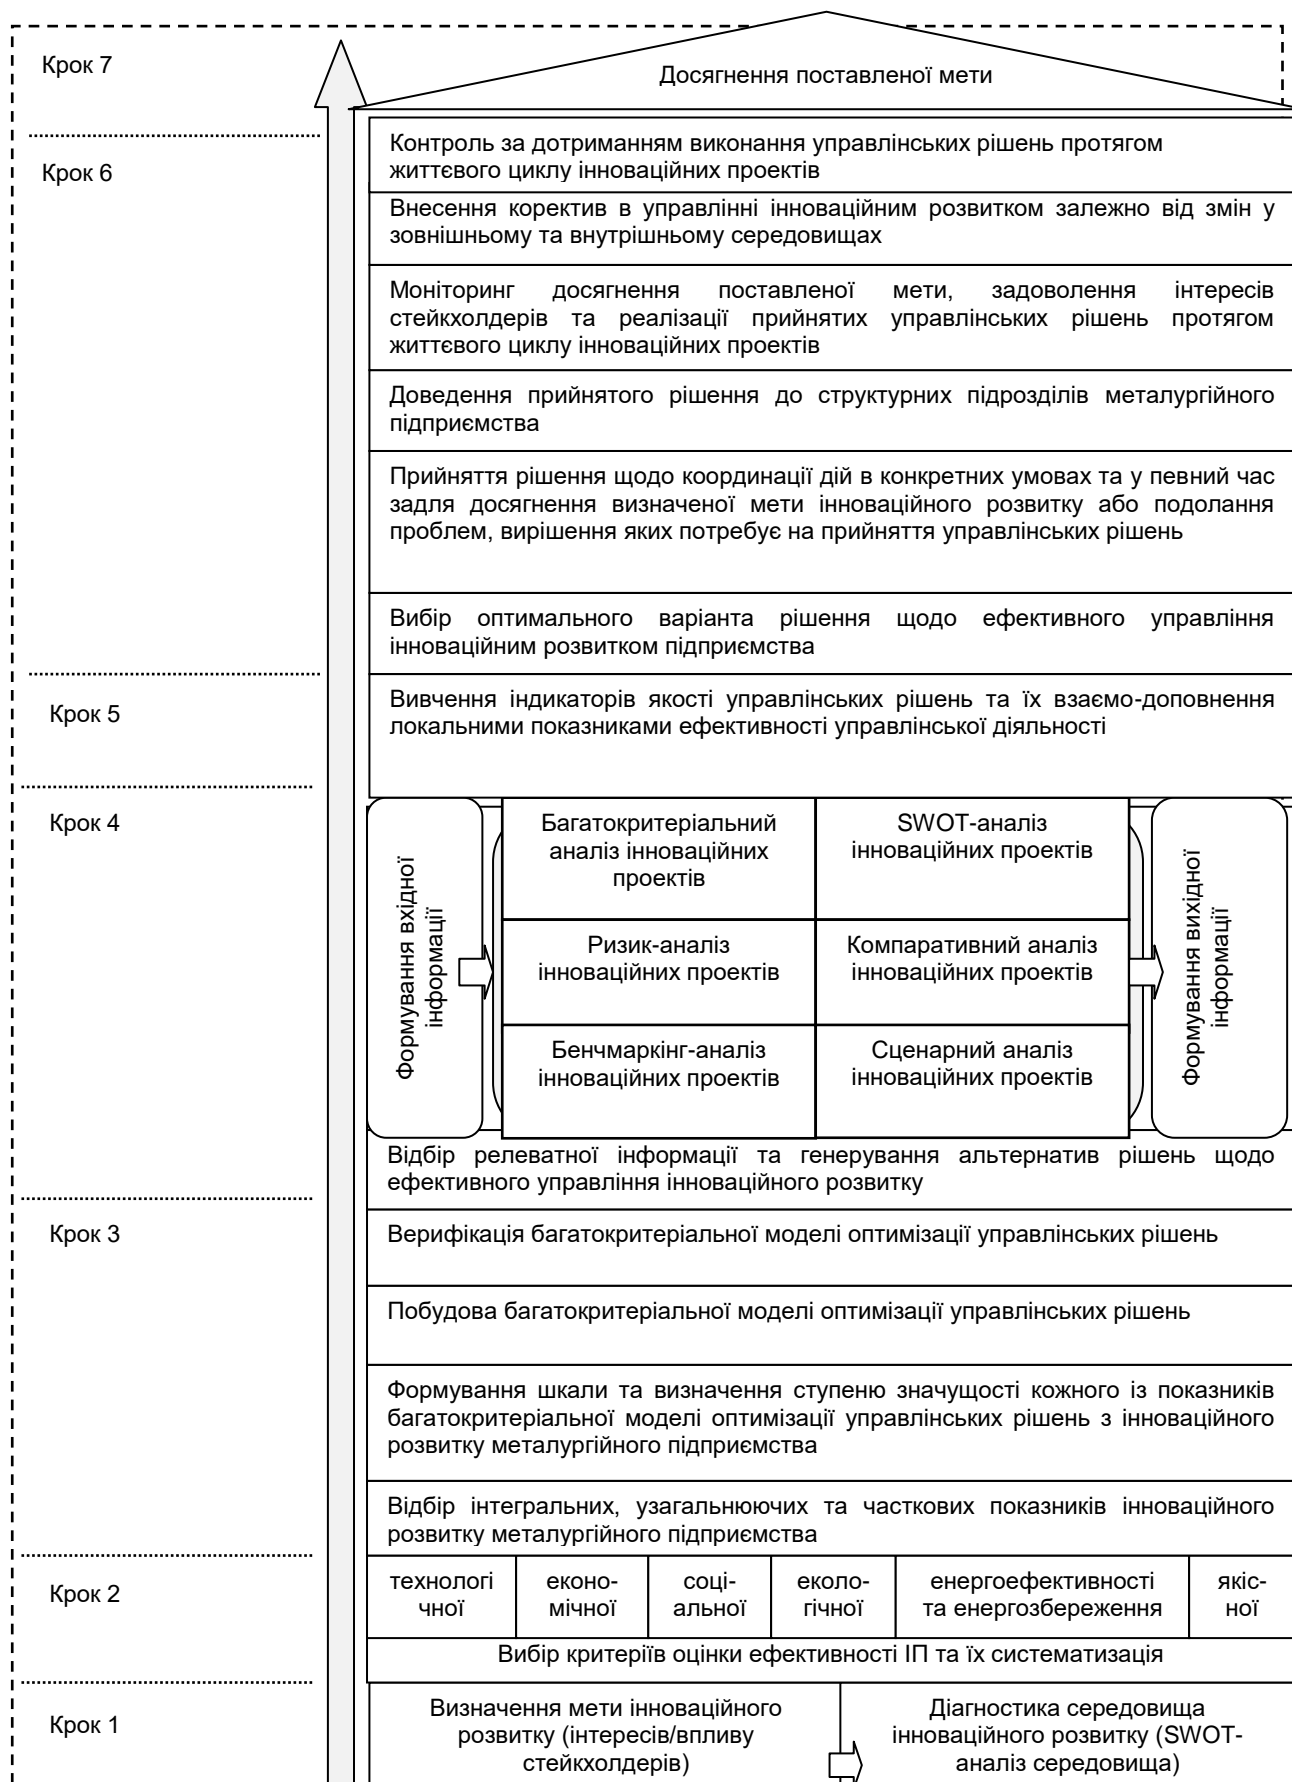 Крок 7
Досягнення поставленої мети
Крок 6
Контроль за дотриманням виконання управлінських рішень протягом
життєвого циклу інноваційних проектів
Внесення коректив в управлінні інноваційним розвитком залежно від змін у
зовнішньому та внутрішньому середовищах
Моніторинг досягнення поставленої мети, задоволення інтересів
стейкхолдерів та реалізації прийнятих управлінських рішень протягом
життєвого циклу інноваційних проектів
Доведення прийнятого рішення до структурних підрозділів металургійного
підприємства
Прийняття рішення щодо координації дій в конкретних умовах та у певний час
задля досягнення визначеної мети інноваційного розвитку або подолання
проблем, вирішення яких потребує на прийняття управлінських рішень
Вибір оптимального варіанта рішення щодо ефективного управління
інноваційним розвитком підприємства
Крок 5
Вивчення індикаторів якості управлінських рішень та їх взаємо-доповнення
локальними показниками ефективності управлінської діяльності
Крок 4
Формування вхідної
інформації
Багатокритеріальний
аналіз інноваційних
проектів
SWOT-аналіз
інноваційних проектів
Ризик-аналіз
інноваційних проектів
Компаративний аналіз
інноваційних проектів
Бенчмаркінг-аналіз
інноваційних проектів
Сценарний аналіз
інноваційних проектів
Формування вихідної
інформації
Відбір релеватної інформації та генерування альтернатив рішень щодо
ефективного управління інноваційного розвитку
Крок 3
Верифікація багатокритеріальної моделі оптимізації управлінських рішень
Побудова багатокритеріальної моделі оптимізації управлінських рішень
Формування шкали та визначення ступеню значущості кожного із показників
багатокритеріальної моделі оптимізації управлінських рішень з інноваційного
розвитку металургійного підприємства
Відбір інтегральних, узагальнюючих та часткових показників інноваційного
розвитку металургійного підприємства
Крок 2
технологі
чної
еконо-
мічної
соці-
альної
еколо-
гічної
енергоефективності
та енергозбереження
якіс-
ної
Вибір критеріїв оцінки ефективності ІП та їх систематизація
Крок 1
Визначення мети інноваційного
розвитку (інтересів/впливу
стейкхолдерів)
Діагностика середовища
інноваційного розвитку (SWOT-
аналіз середовища)